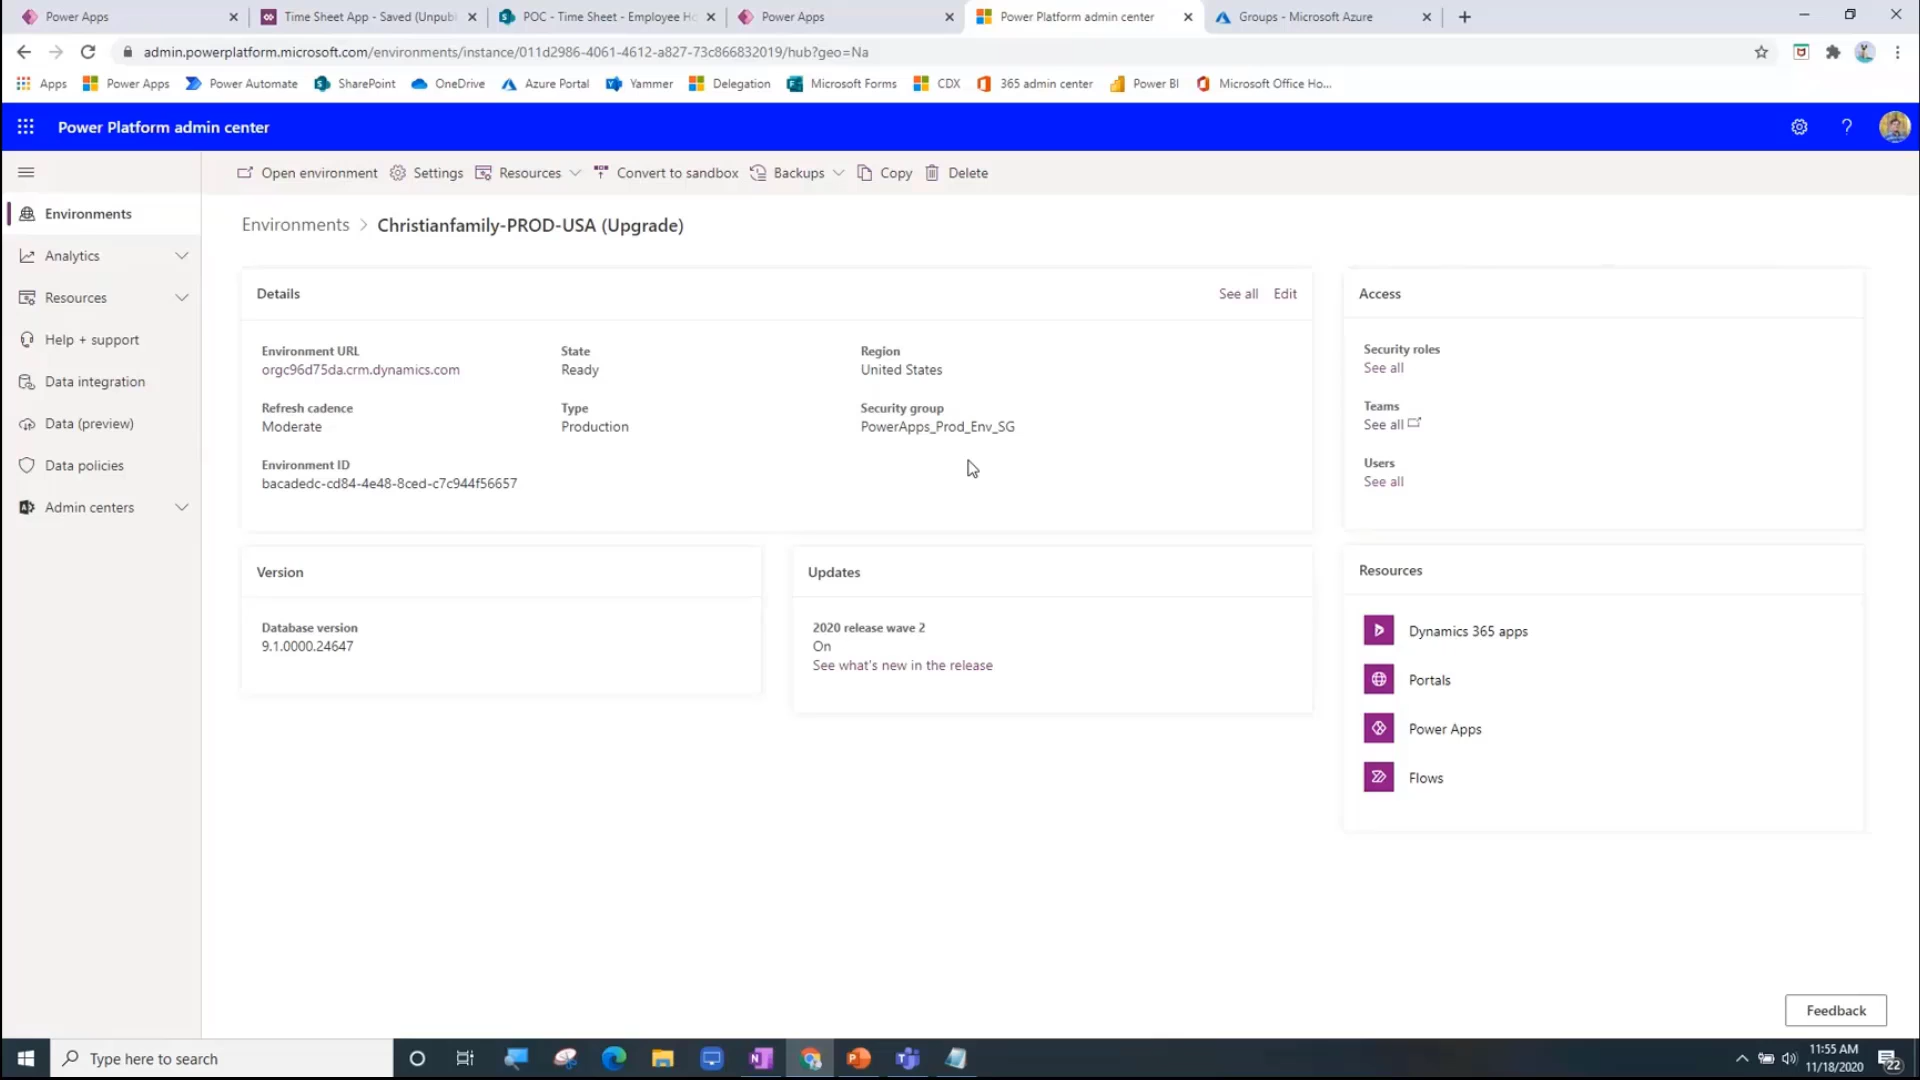 Power Apps
Time Sheet App - Saved (Unpubl
POC - Time Sheet - Employee Ho
Power Apps
Power Platform admin center
Groups - Microsoft Azure
admin.powerplatform.microsoft.com/environments/instance/011d2986-4061-4612-a827-73c866832019/hub?geo=Na
Apps
Power Apps
Power Automate
SharePoint
OneDrive
Azure Portal
Yammer
Delegation
Microsoft Forms
CDX
365 admin center
Power BI
Microsoft Office Ho...
Power Platform admin center
?
Open environment
Settings
Resources
Convert to sandbox
Backups
Copy
Delete
Environments
Analytics
Resources
Help + support
Data integration
Data (preview)
Data policies
Admin centers
Environments > Christianfamily-PROD-USA (Upgrade)
Details
See all
Edit
Environment URL
orgc96d75da.crm.dynamics.com
State
Ready
Region
United States
Refresh cadence
Moderate
Type
Production
Security group
PowerApps_Prod_Env_SG
Environment ID
bacadedc-cd84-4e48-8ced-c7c944f56657
Access
Security roles
See all
Teams
See all
Users
See all
Version
Database version
9.1.0000.24647
Updates
2020 release wave 2
On
See what's new in the release
Resources
Dynamics 365 apps
Portals
Power Apps
Flows
Feedback
Type here to search
11:55 AM
11/18/2020
22